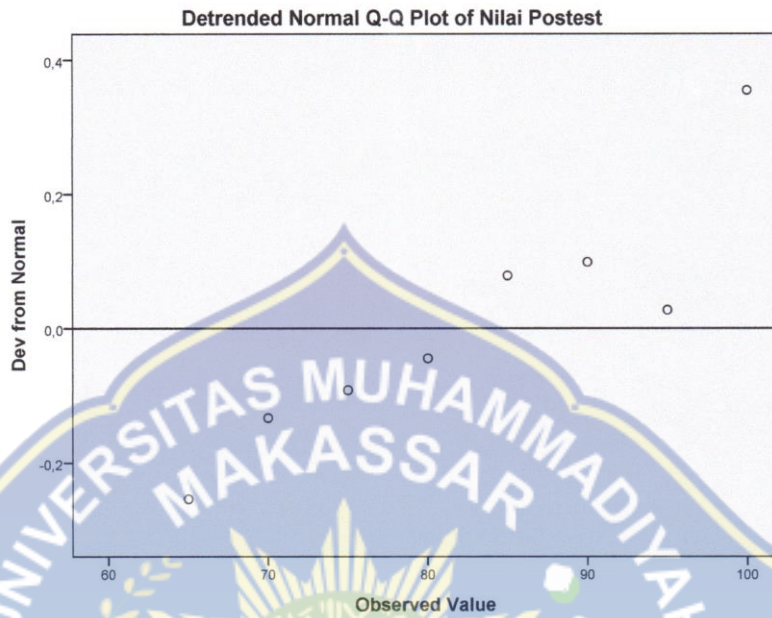 Detrended Normal Q-Q Plot of Nilai Postest
0,4
0,2
0,0
-0,2
Dev from Normal
60 70 80 90 100
Observed Value
UNIVERSITAS MUHAMMADIYAH
MAKASSAR